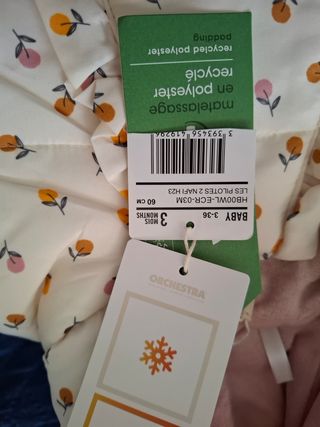 matelassage
en polyester
recyclé
recycled polyester
padding
3 393456 412296
HB00WL-ECR-03M
LES PILOTES 2 NAFI H23
60 CM
BABY 3-36
3 MOIS
MONTHS
ORCHESTRA